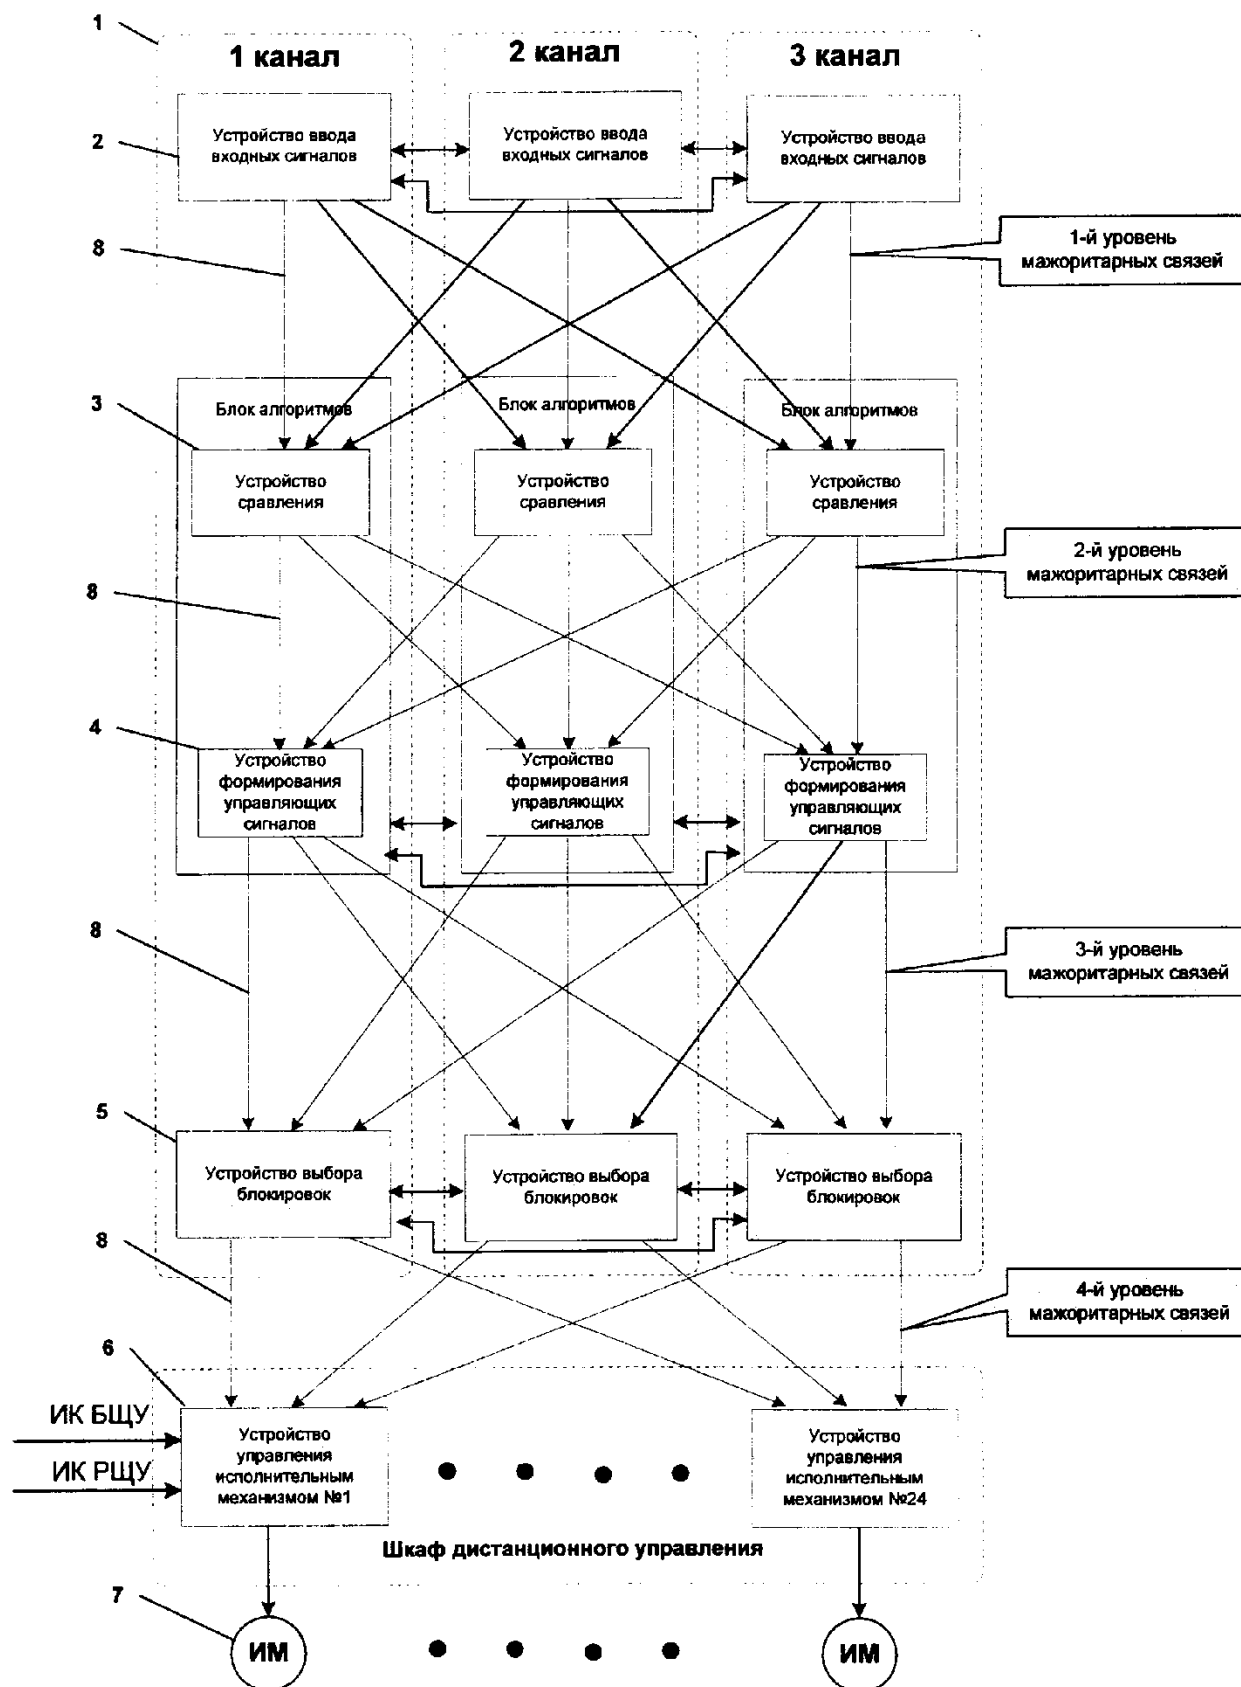 1
1 канал
2 канал
3 канал
2
Устройство ввода
входных сигналов
Устройство ввода
входных сигналов
Устройство ввода
входных сигналов
8
1-й уровень
мажоритарных связей
3
Блок алгоритмов
Блок алгоритмов
Блок алгоритмов
Устройство
сравления
Устройство
сравления
Устройство
сравления
2-й уровень
мажоритарных связей
8
4
Устройство
формирования
управляющих
сигналов
Устройство
формирования
управляющих
сигналов
Устройство
формирования
управляющих
сигналов
8
3-й уровень
мажоритарных связей
5
Устройство выбора
блокировок
Устройство выбора
блокировок
Устройство выбора
блокировок
8
4-й уровень
мажоритарных связей
6
ИК БЩУ
ИК РЩУ
Устройство
управления
исполнительным
механизмом №1
Устройство
управления
исполнительным
механизмом №24
Шкаф дистанционного управления
7
ИМ
ИМ